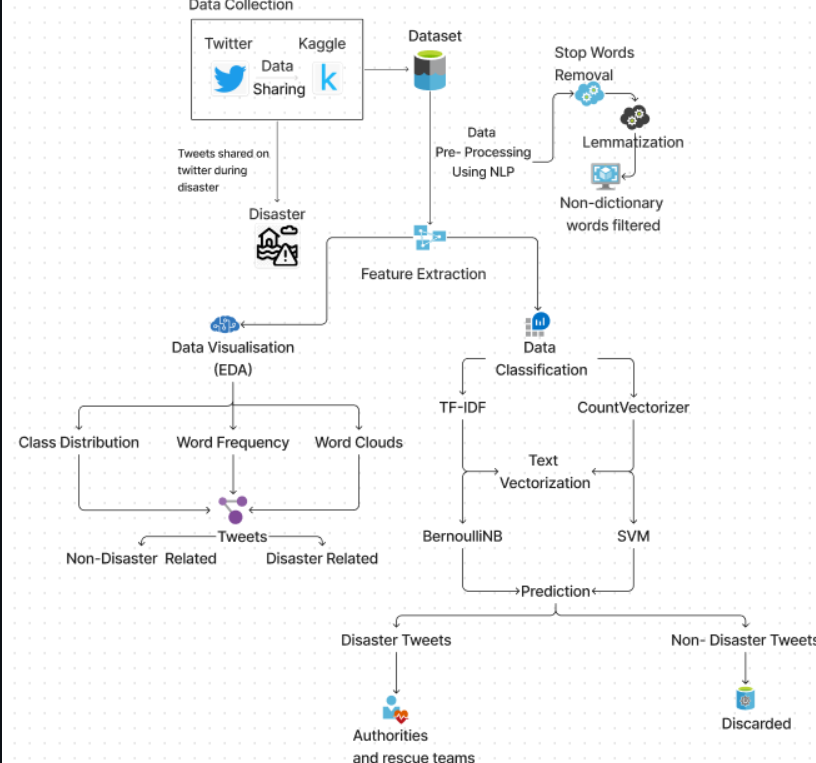 Data Collection
Twitter
Kaggle
Data
Sharing
k
Dataset
Stop Words
Removal
Data
Pre- Processing
Using NLP
Lemmatization
Non-dictionary
words filtered
Tweets shared on
twitter during
disaster
Disaster
Feature Extraction
Data Visualisation
(EDA)
Class Distribution
Word Frequency
Word Clouds
Tweets
Non-Disaster Related
Disaster Related
Data
Classification
TF-IDF
CountVectorizer
Text
Vectorization
BernoulliNB
SVM
Prediction
Disaster Tweets
Non- Disaster Tweets
Authorities
and rescue teams
Discarded